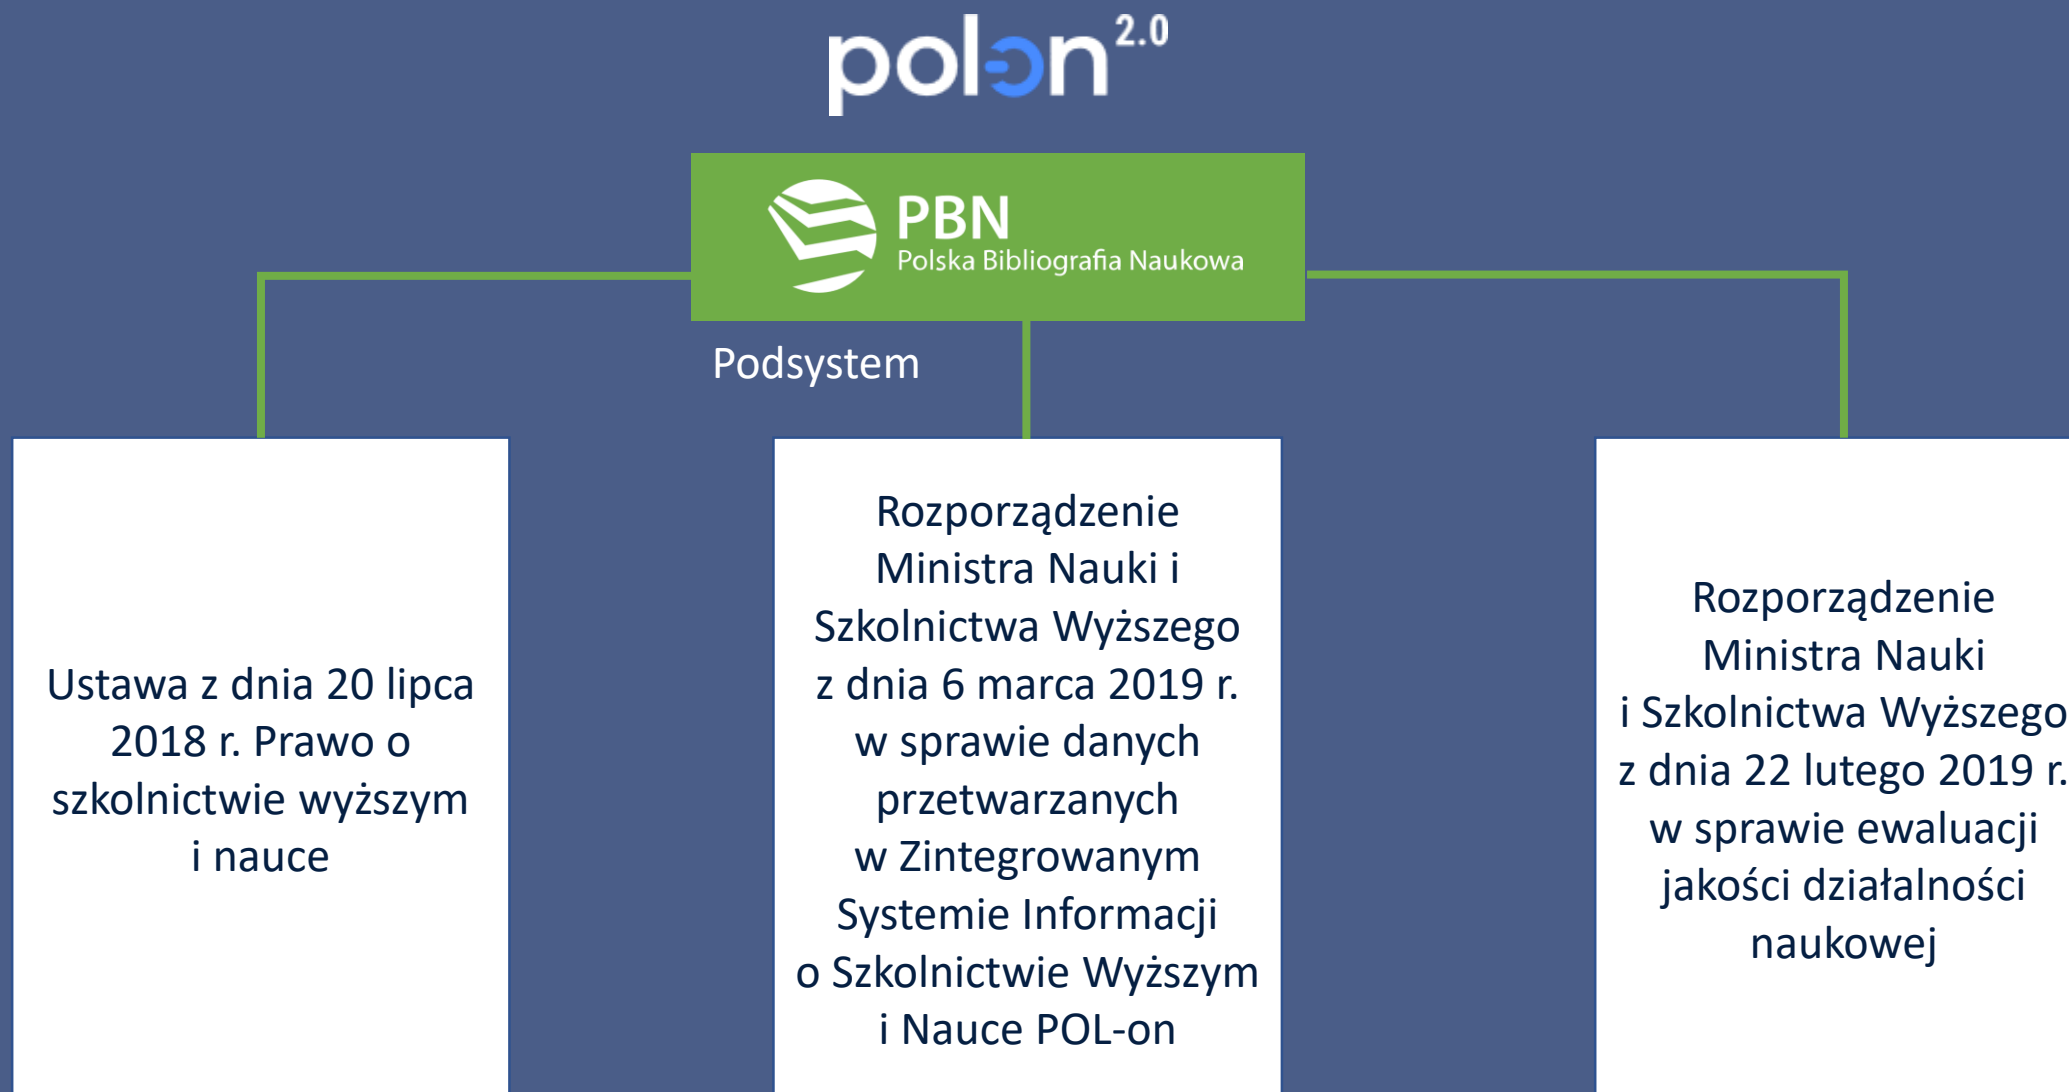 polon 2.0
PBN
Polska Bibliografia Naukowa
Podsystem
Ustawa z dnia 20 lipca
2018 r. Prawo o
szkolnictwie wyższym
i nauce
Rozporządzenie
Ministra Nauki i
Szkolnictwa Wyższego
z dnia 6 marca 2019 r.
w sprawie danych
przetwarzanych
w Zintegrowanym
Systemie Informacji
o Szkolnictwie Wyższym
i Nauce POL-on
Rozporządzenie
Ministra Nauki
i Szkolnictwa Wyższego
z dnia 22 lutego 2019 r.
w sprawie ewaluacji
jakości działalności
naukowej